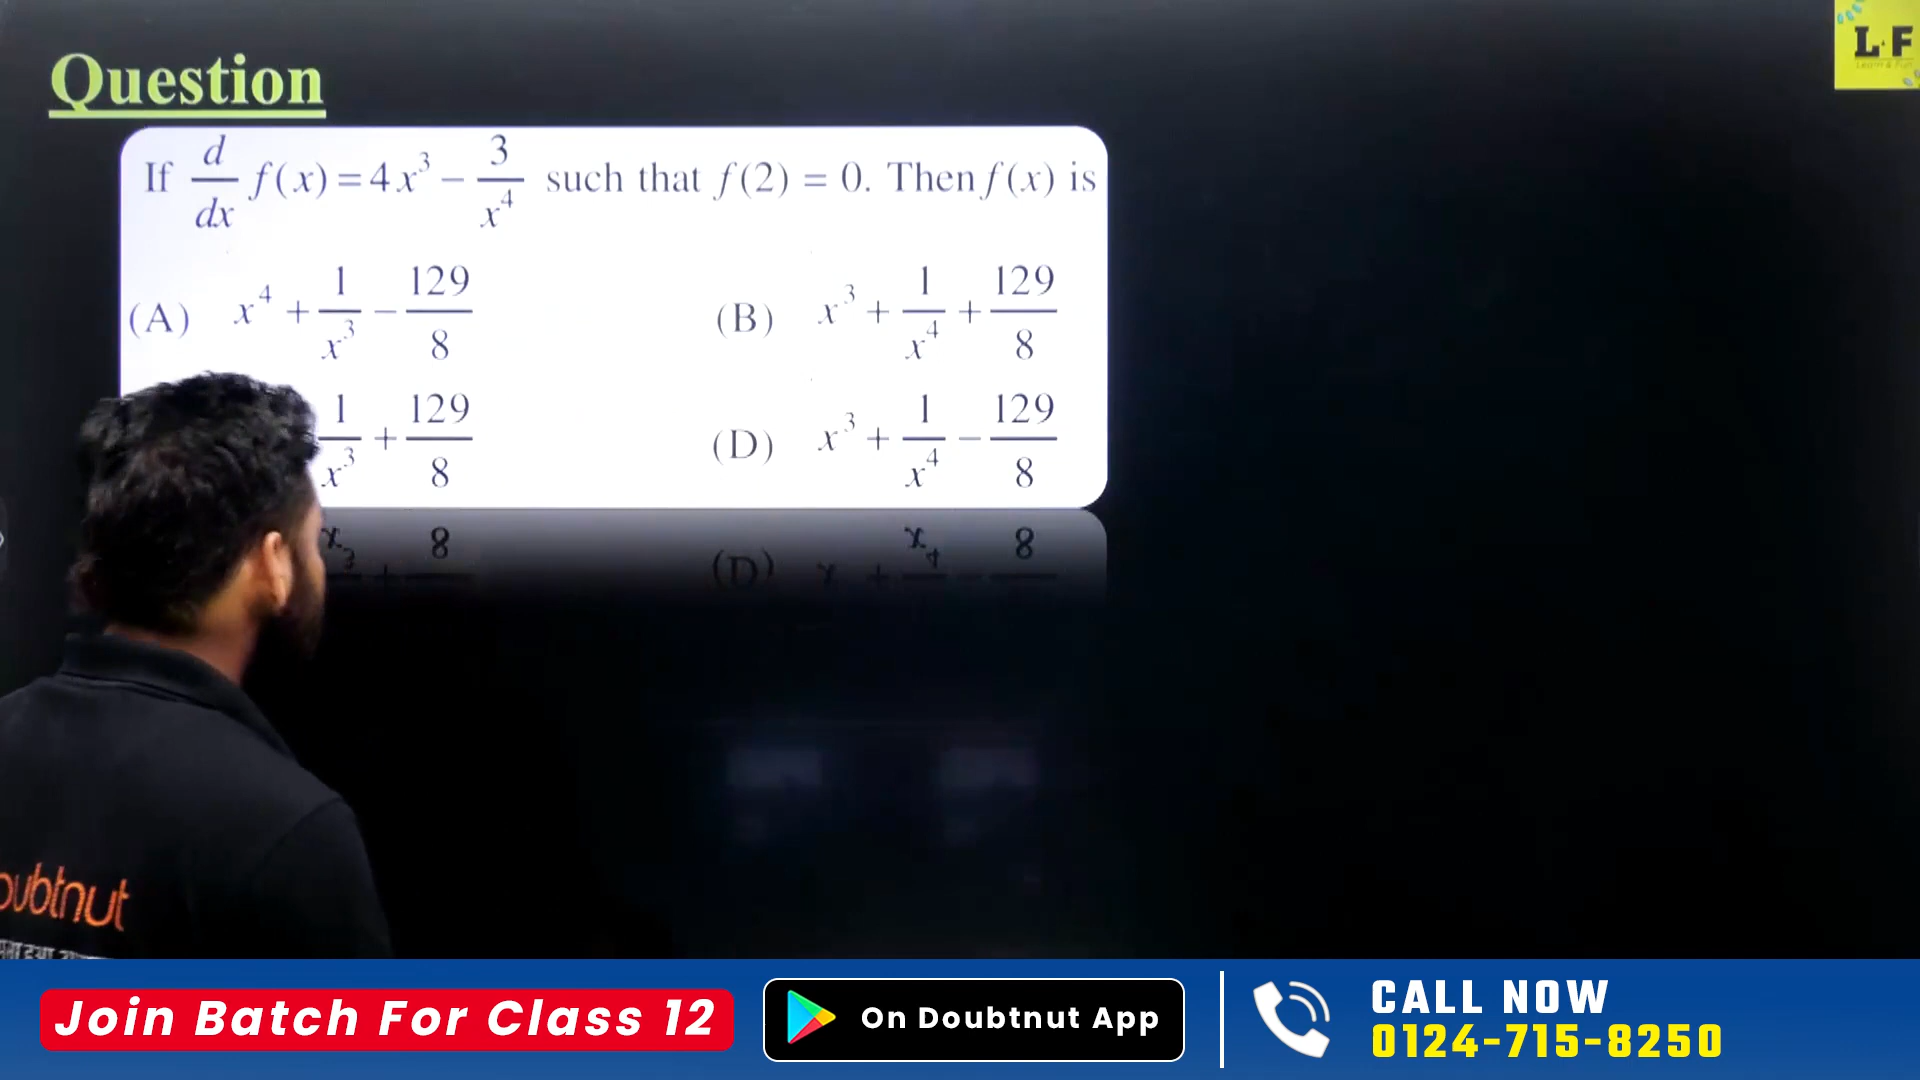 L·F
Learn & Fun
Question
If d/dx f(x) = 4x³ − 3/x⁴ such that f(2) = 0. Then f(x) is
(A) x⁴ + 1/x³ − 129/8
(B) x³ + 1/x⁴ + 129/8
1/x³ + 129/8
(D) x³ + 1/x⁴ − 129/8
oubtnut
Join Batch For Class 12
On Doubtnut App
CALL NOW
0124-715-8250